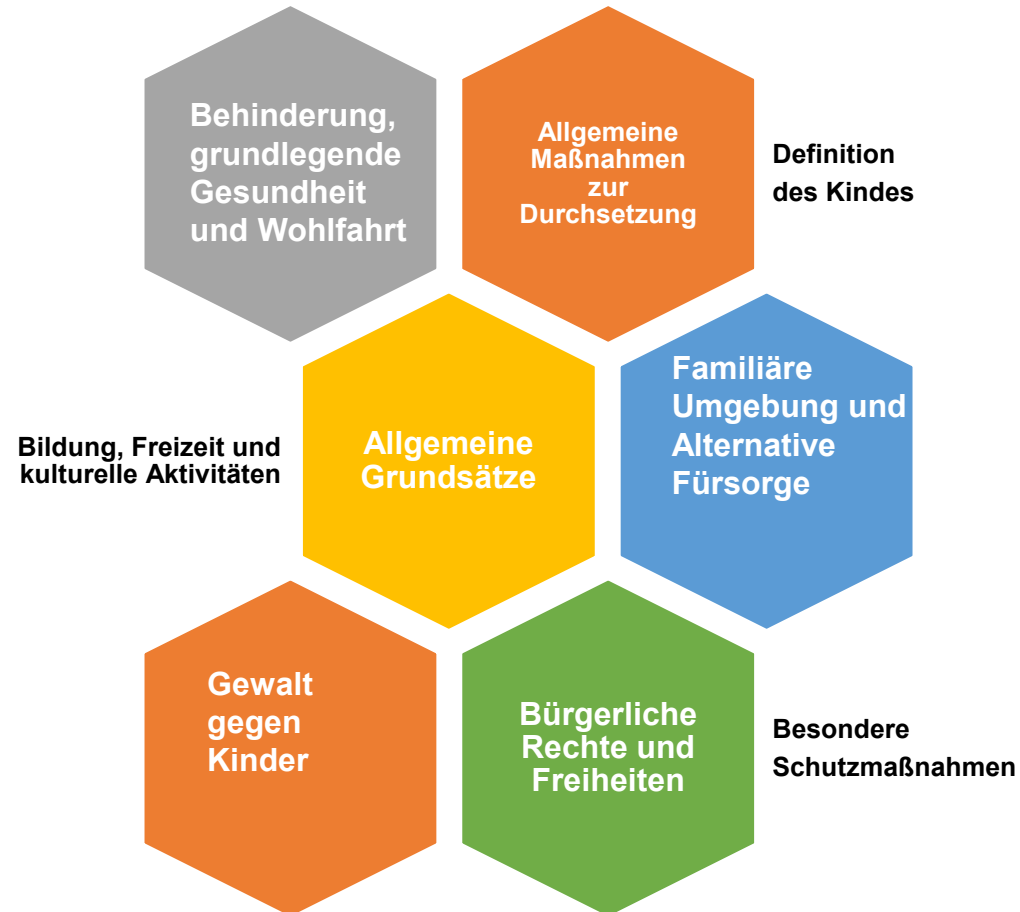 Behinderung,
grundlegende
Gesundheit
und Wohlfahrt
Allgemeine
Maßnahmen
zur
Durchsetzung
Definition
des Kindes
Bildung, Freizeit und
kulturelle Aktivitäten
Allgemeine
Grundsätze
Familiäre
Umgebung und
Alternative
Fürsorge
Gewalt
gegen
Kinder
Bürgerliche
Rechte und
Freiheiten
Besondere
Schutzmaßnahmen